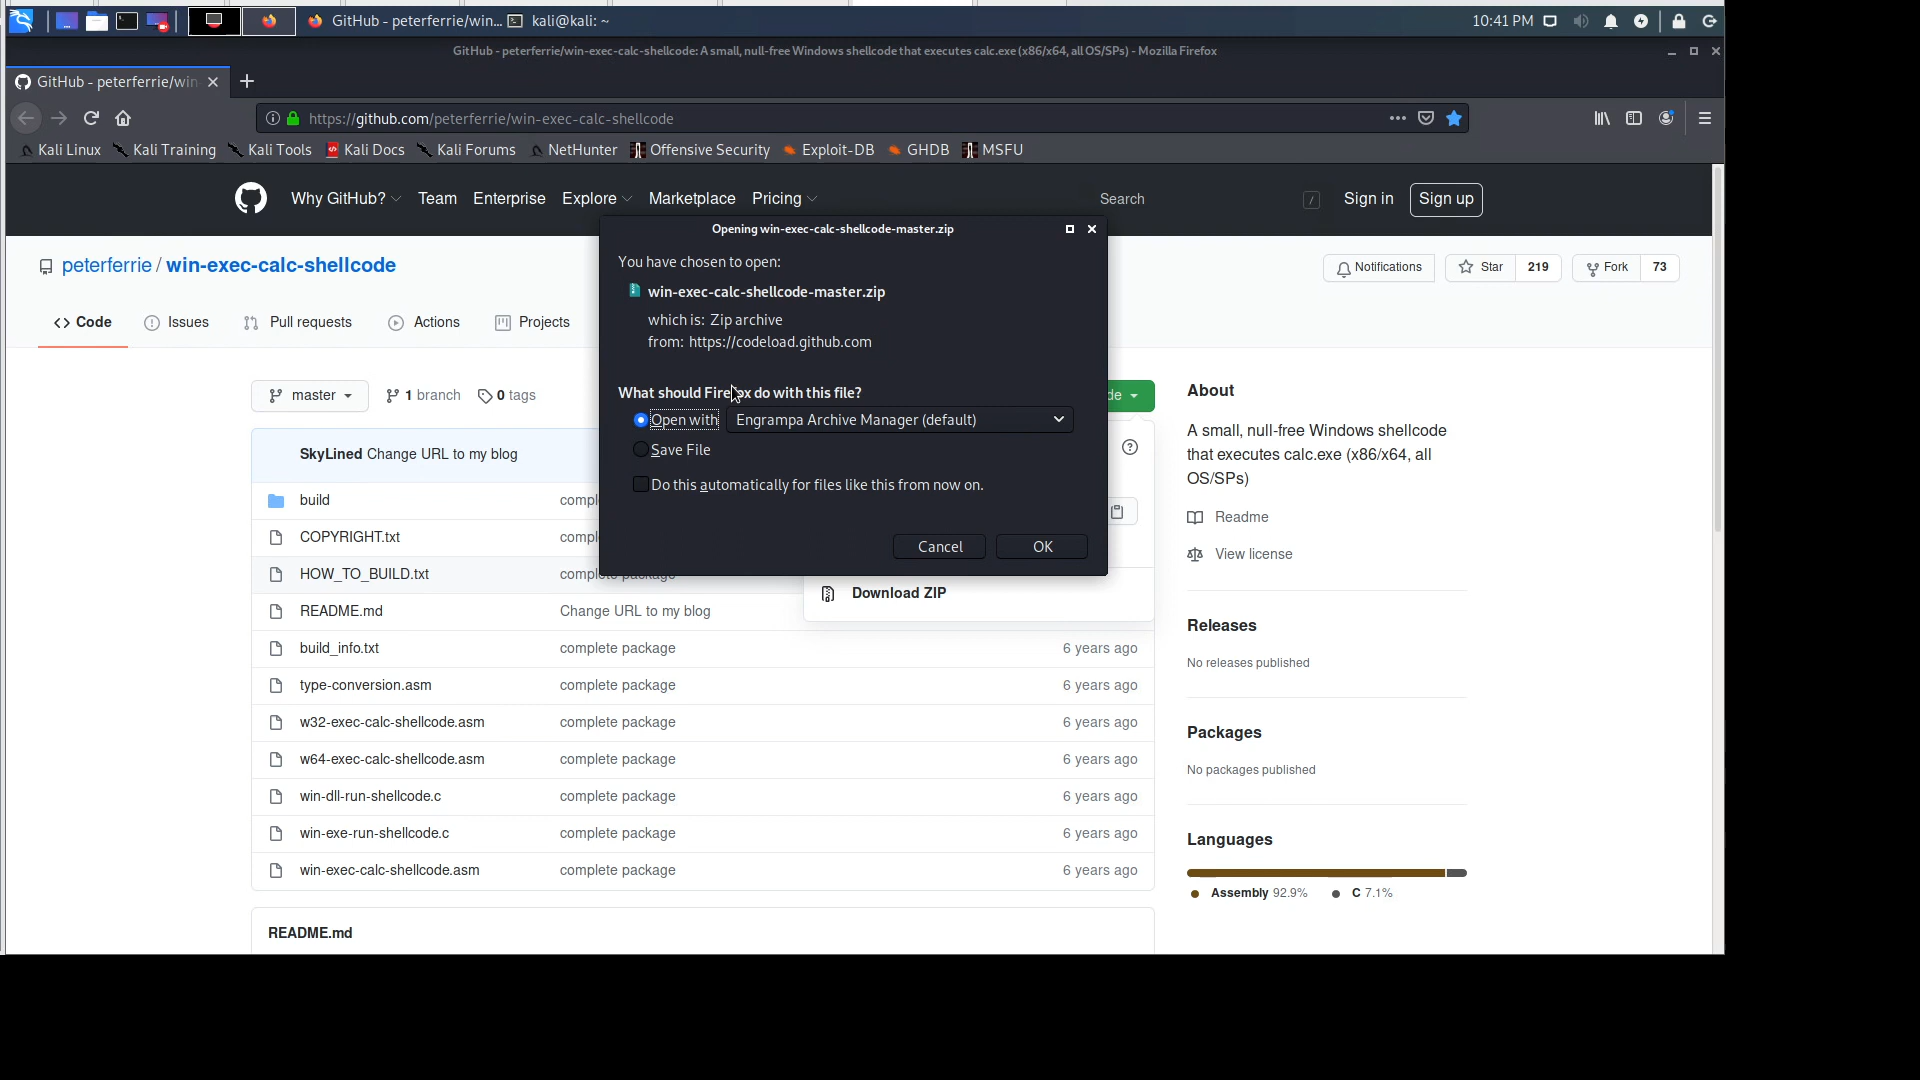 GitHub - peterferrie/win... kali@kali: ~ 10:41 PM
GitHub - peterferrie/win-exec-calc-shellcode: A small, null-free Windows shellcode that executes calc.exe (x86/x64, all OS/SPs) - Mozilla Firefox
GitHub - peterferrie/win
https://github.com/peterferrie/win-exec-calc-shellcode
Kali Linux Kali Training Kali Tools Kali Docs Kali Forums NetHunter Offensive Security Exploit-DB GHDB MSFU
Why GitHub? Team Enterprise Explore Marketplace Pricing Search / Sign in Sign up
Opening win-exec-calc-shellcode-master.zip
You have chosen to open:
win-exec-calc-shellcode-master.zip
which is: Zip archive
from: https://codeload.github.com
What should Firefox do with this file?
Open with Engrampa Archive Manager (default)
Save File
Do this automatically for files like this from now on.
Cancel OK
peterferrie / win-exec-calc-shellcode
Notifications Star 219 Fork 73
Code Issues Pull requests Actions Projects
master 1 branch 0 tags de
SkyLined Change URL to my blog
build compl
COPYRIGHT.txt compl
HOW_TO_BUILD.txt complete package
README.md Change URL to my blog
Download ZIP
build_info.txt complete package 6 years ago
type-conversion.asm complete package 6 years ago
w32-exec-calc-shellcode.asm complete package 6 years ago
w64-exec-calc-shellcode.asm complete package 6 years ago
win-dll-run-shellcode.c complete package 6 years ago
win-exe-run-shellcode.c complete package 6 years ago
win-exec-calc-shellcode.asm complete package 6 years ago
README.md
About
A small, null-free Windows shellcode
that executes calc.exe (x86/x64, all
OS/SPs)
Readme
View license
Releases
No releases published
Packages
No packages published
Languages
Assembly 92.9% C 7.1%